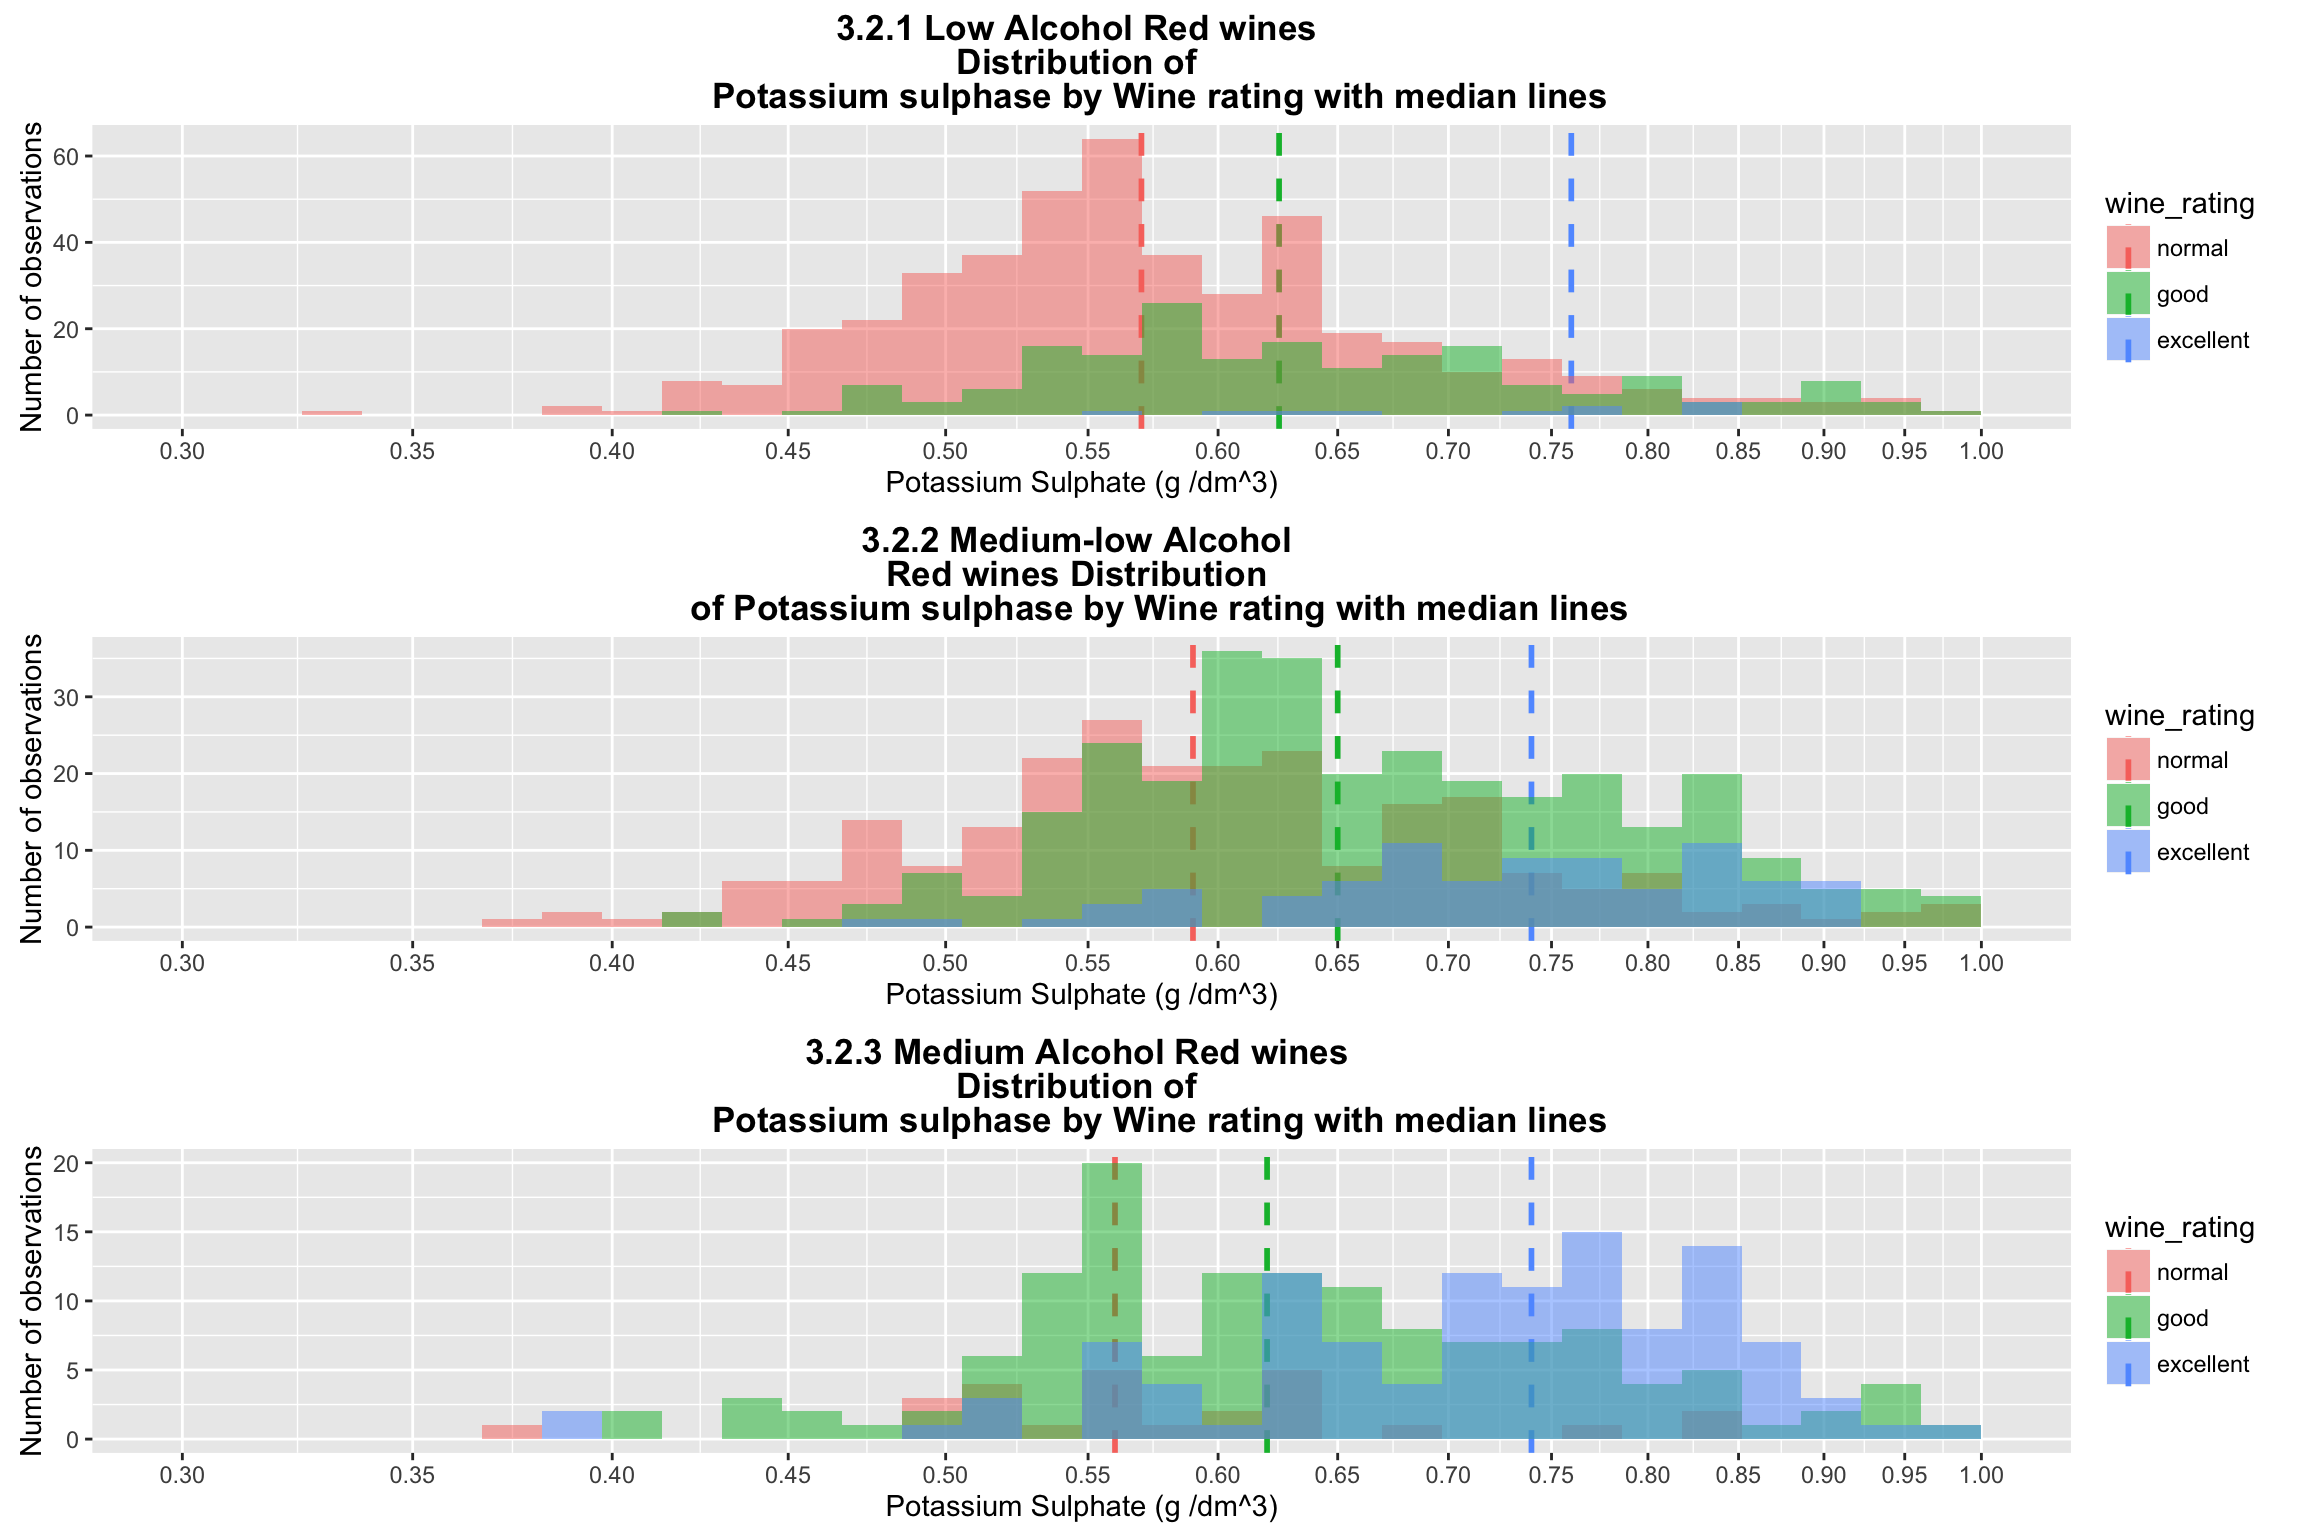 3.2.1 Low Alcohol Red wines
Distribution of
Potassium sulphase by Wine rating with median lines
Number of observations
60
40
20
0
0.30 0.35 0.40 0.45 0.50 0.55 0.60 0.65 0.70 0.75 0.80 0.85 0.90 0.95 1.00
Potassium Sulphate (g /dm^3)
wine_rating
normal
good
excellent
3.2.2 Medium-low Alcohol
Red wines Distribution
of Potassium sulphase by Wine rating with median lines
Number of observations
30
20
10
0
0.30 0.35 0.40 0.45 0.50 0.55 0.60 0.65 0.70 0.75 0.80 0.85 0.90 0.95 1.00
Potassium Sulphate (g /dm^3)
wine_rating
normal
good
excellent
3.2.3 Medium Alcohol Red wines
Distribution of
Potassium sulphase by Wine rating with median lines
Number of observations
20
15
10
5
0
0.30 0.35 0.40 0.45 0.50 0.55 0.60 0.65 0.70 0.75 0.80 0.85 0.90 0.95 1.00
Potassium Sulphate (g /dm^3)
wine_rating
normal
good
excellent